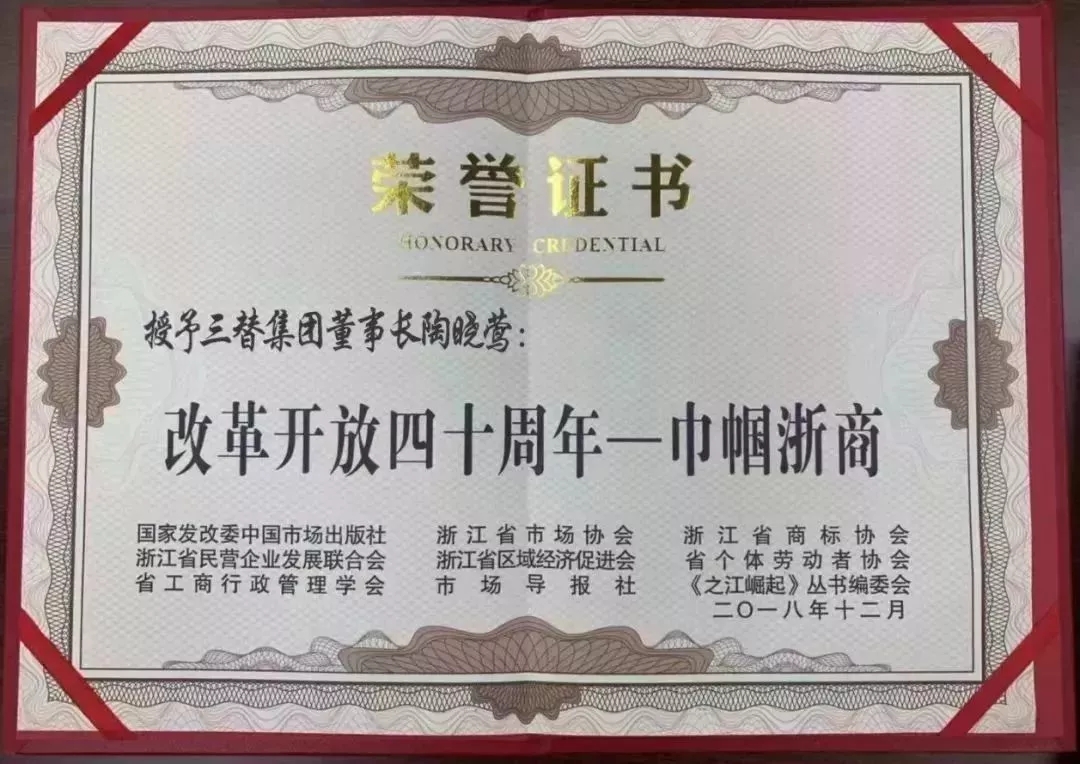 荣誉证书
HONORARY CREDENTIAL
授予三替集团董事长陶晓莺：
改革开放四十周年—巾帼浙商
国家发改委中国市场出版社 浙江省市场协会 浙江省商标协会
浙江省民营企业发展联合会 浙江省区域经济促进会 省个体劳动者协会
省工商行政管理学会 市场导报社 《之江崛起》丛书编委会
二〇一八年十二月